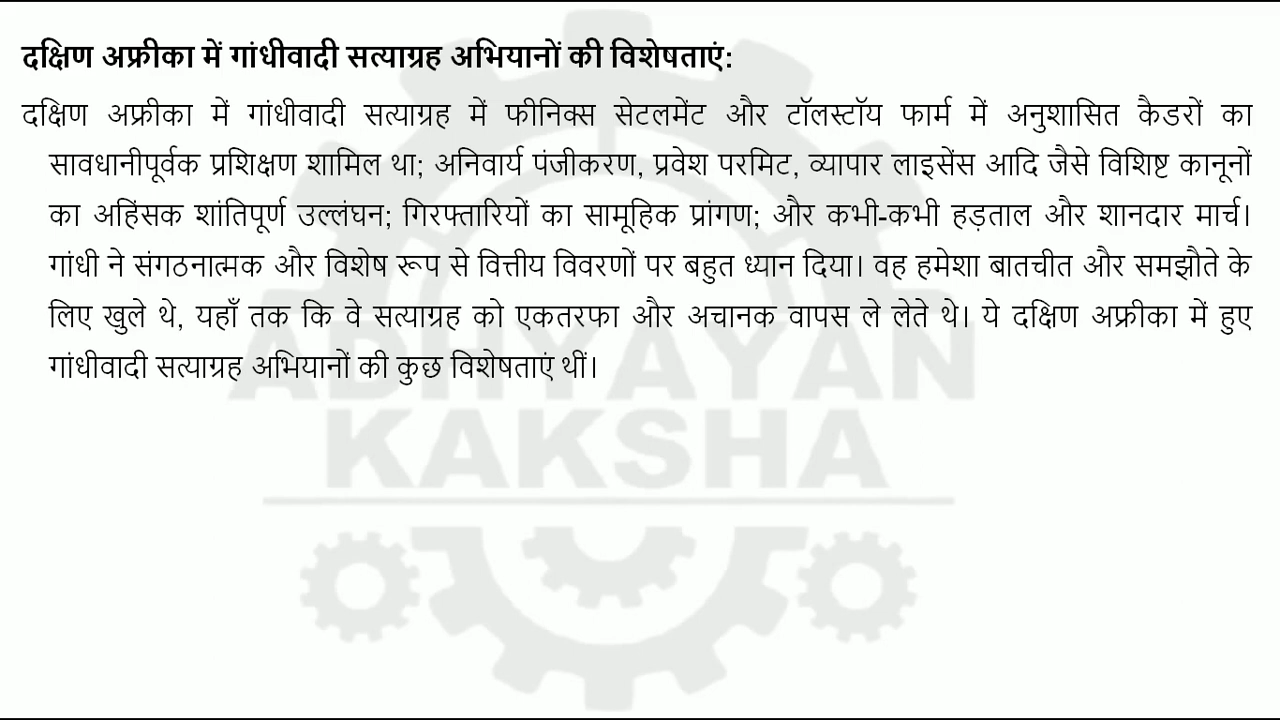 दक्षिण अफ्रीका में गांधीवादी सत्याग्रह अभियानों की विशेषताएं:
दक्षिण अफ्रीका में गांधीवादी सत्याग्रह में फीनिक्स सेटलमेंट और टॉलस्टॉय फार्म में अनुशासित कैडरों का
सावधानीपूर्वक प्रशिक्षण शामिल था; अनिवार्य पंजीकरण, प्रवेश परमिट, व्यापार लाइसेंस आदि जैसे विशिष्ट कानूनों
का अहिंसक शांतिपूर्ण उल्लंघन; गिरफ्तारियों का सामूहिक प्रांगण; और कभी-कभी हड़ताल और शानदार मार्च।
गांधी ने संगठनात्मक और विशेष रूप से वित्तीय विवरणों पर बहुत ध्यान दिया। वह हमेशा बातचीत और समझौते के
लिए खुले थे, यहाँ तक कि वे सत्याग्रह को एकतरफा और अचानक वापस ले लेते थे। ये दक्षिण अफ्रीका में हुए
गांधीवादी सत्याग्रह अभियानों की कुछ विशेषताएं थीं।
ADHYAYAN
KAKSHA